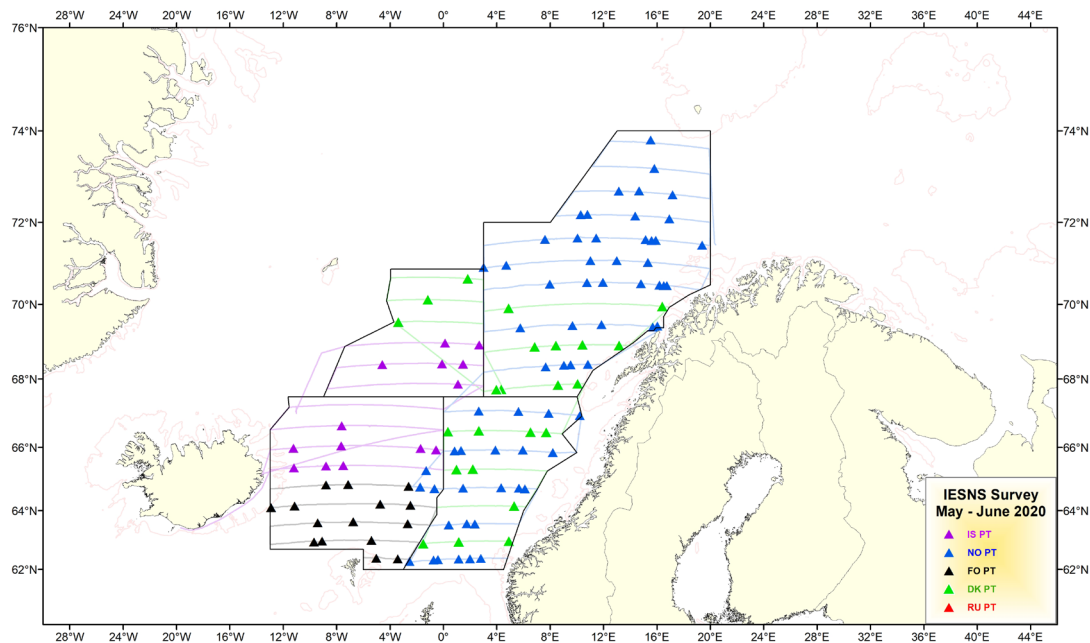 28°W 24°W 20°W 16°W 12°W 8°W 4°W 0° 4°E 8°E 12°E 16°E 20°E 24°E 28°E 32°E 36°E 40°E 44°E
76°N 76°N
74°N 74°N
72°N 72°N
70°N 70°N
68°N 68°N
66°N 66°N
64°N 64°N
62°N 62°N
IESNS Survey
May - June 2020
IS PT
NO PT
FO PT
DK PT
RU PT
28°W 24°W 20°W 16°W 12°W 8°W 4°W 0° 4°E 8°E 12°E 16°E 20°E 24°E 28°E 32°E 36°E 40°E 44°E